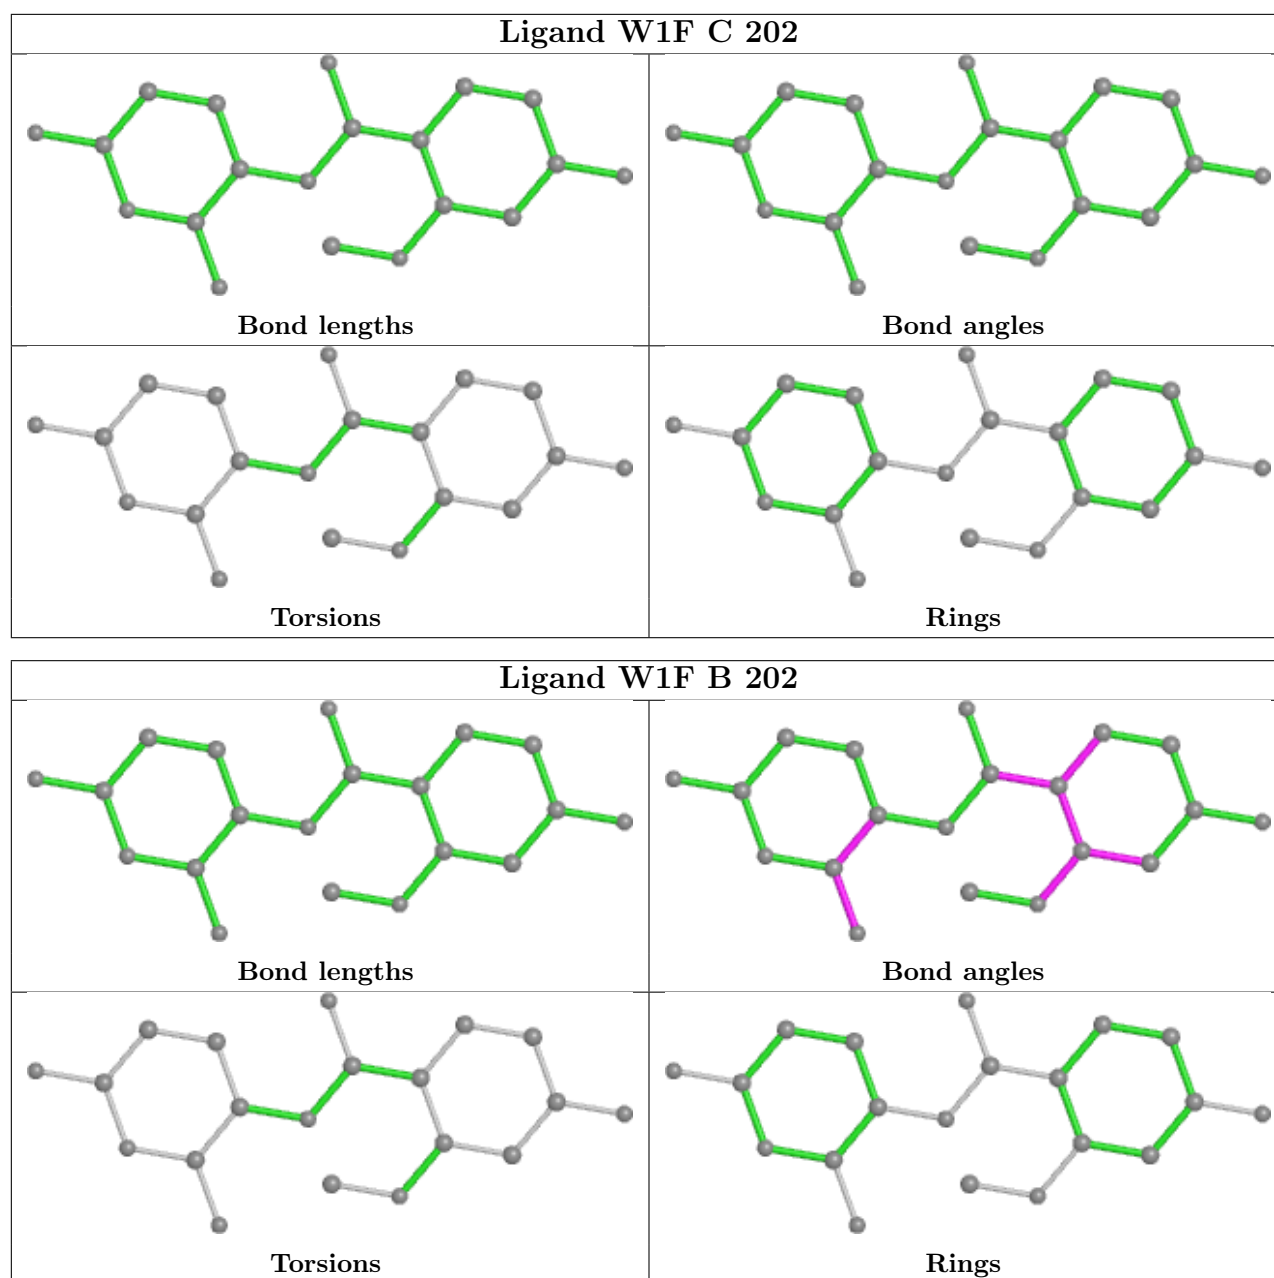 Ligand W1F C 202
Bond lengths
Bond angles
Torsions
Rings
Ligand W1F B 202
Bond lengths
Bond angles
Torsions
Rings